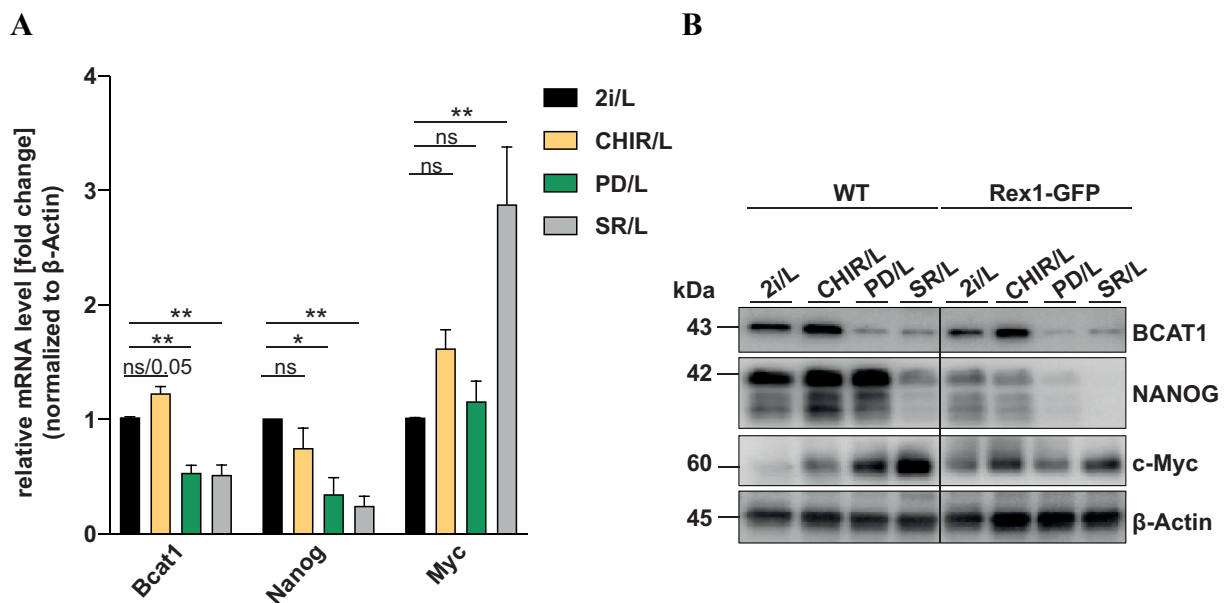 A
relative mRNA level [fold change]
(normalized to β-Actin)
4
3
2
1
0
**
**
ns/0.05
**
*
ns
**
ns
ns
Bcat1
Nanog
Myc
2i/L
CHIR/L
PD/L
SR/L
B
WT Rex1-GFP
kDa 2i/L CHIR/L PD/L SR/L 2i/L CHIR/L PD/L SR/L
43 BCAT1
42 NANOG
60 c-Myc
45 β-Actin